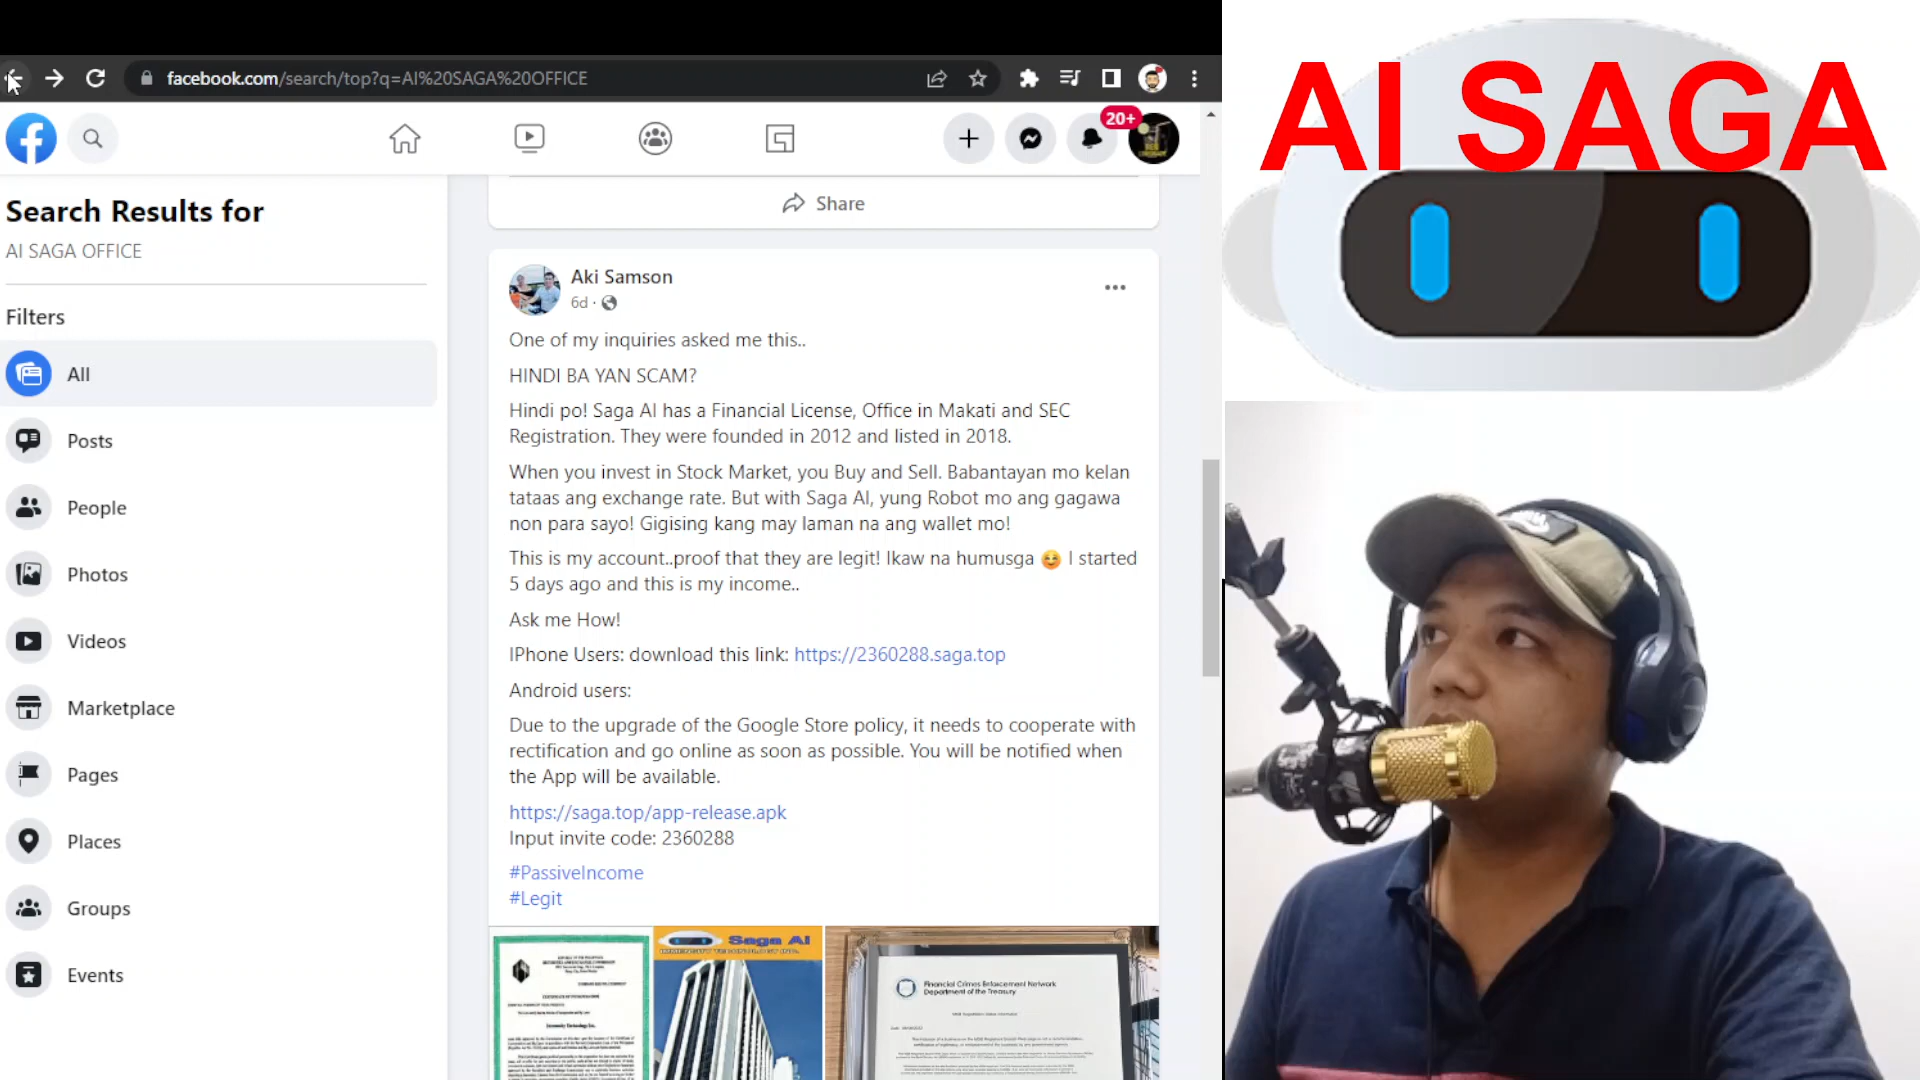 facebook.com/search/top?q=AI%20SAGA%20OFFICE
20+
Search Results for
AI SAGA OFFICE
Filters
All
Posts
People
Photos
Videos
Marketplace
Pages
Places
Groups
Events
Share
Aki Samson
6d ·
One of my inquiries asked me this..
HINDI BA YAN SCAM?
Hindi po! Saga AI has a Financial License, Office in Makati and SEC
Registration. They were founded in 2012 and listed in 2018.
When you invest in Stock Market, you Buy and Sell. Babantayan mo kelan
tataas ang exchange rate. But with Saga AI, yung Robot mo ang gagawa
non para sayo! Gigising kang may laman na ang wallet mo!
This is my account..proof that they are legit! Ikaw na humusga 😊 I started
5 days ago and this is my income..
Ask me How!
IPhone Users: download this link: https://2360288.saga.top
Android users:
Due to the upgrade of the Google Store policy, it needs to cooperate with
rectification and go online as soon as possible. You will be notified when
the App will be available.
https://saga.top/app-release.apk
Input invite code: 2360288
#PassiveIncome
#Legit
Saga AI
Financial Crimes Enforcement Network
Department of the Treasury
AI SAGA